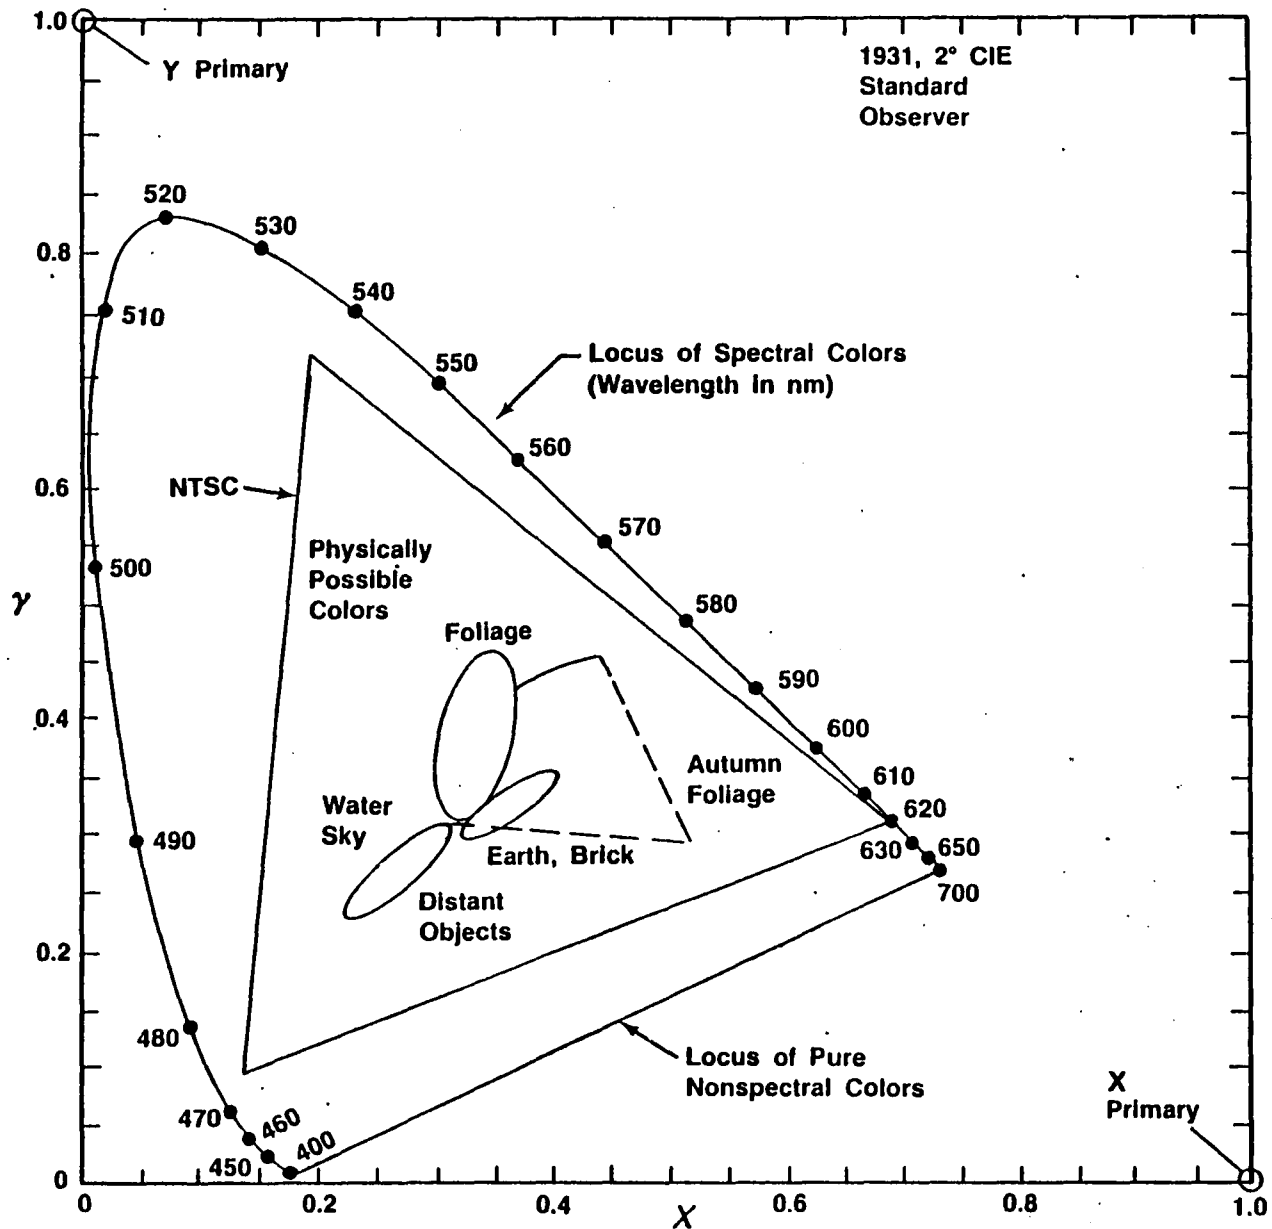 1.0
Y Primary
1931, 2° CIE
Standard
Observer
520
530
0.8
540
510
550
Locus of Spectral Colors
(Wavelength in nm)
560
NTSC
0.6
570
Physically
Possible
Colors
500
580
y
Foliage
590
0.4
600
Autumn
Foliage
610
Water
Sky
620
630
650
490
Earth, Brick
700
Distant
Objects
0.2
480
Locus of Pure
Nonspectral Colors
X
Primary
470
460
450
400
0
0
0.2
0.4
X
0.6
0.8
1.0